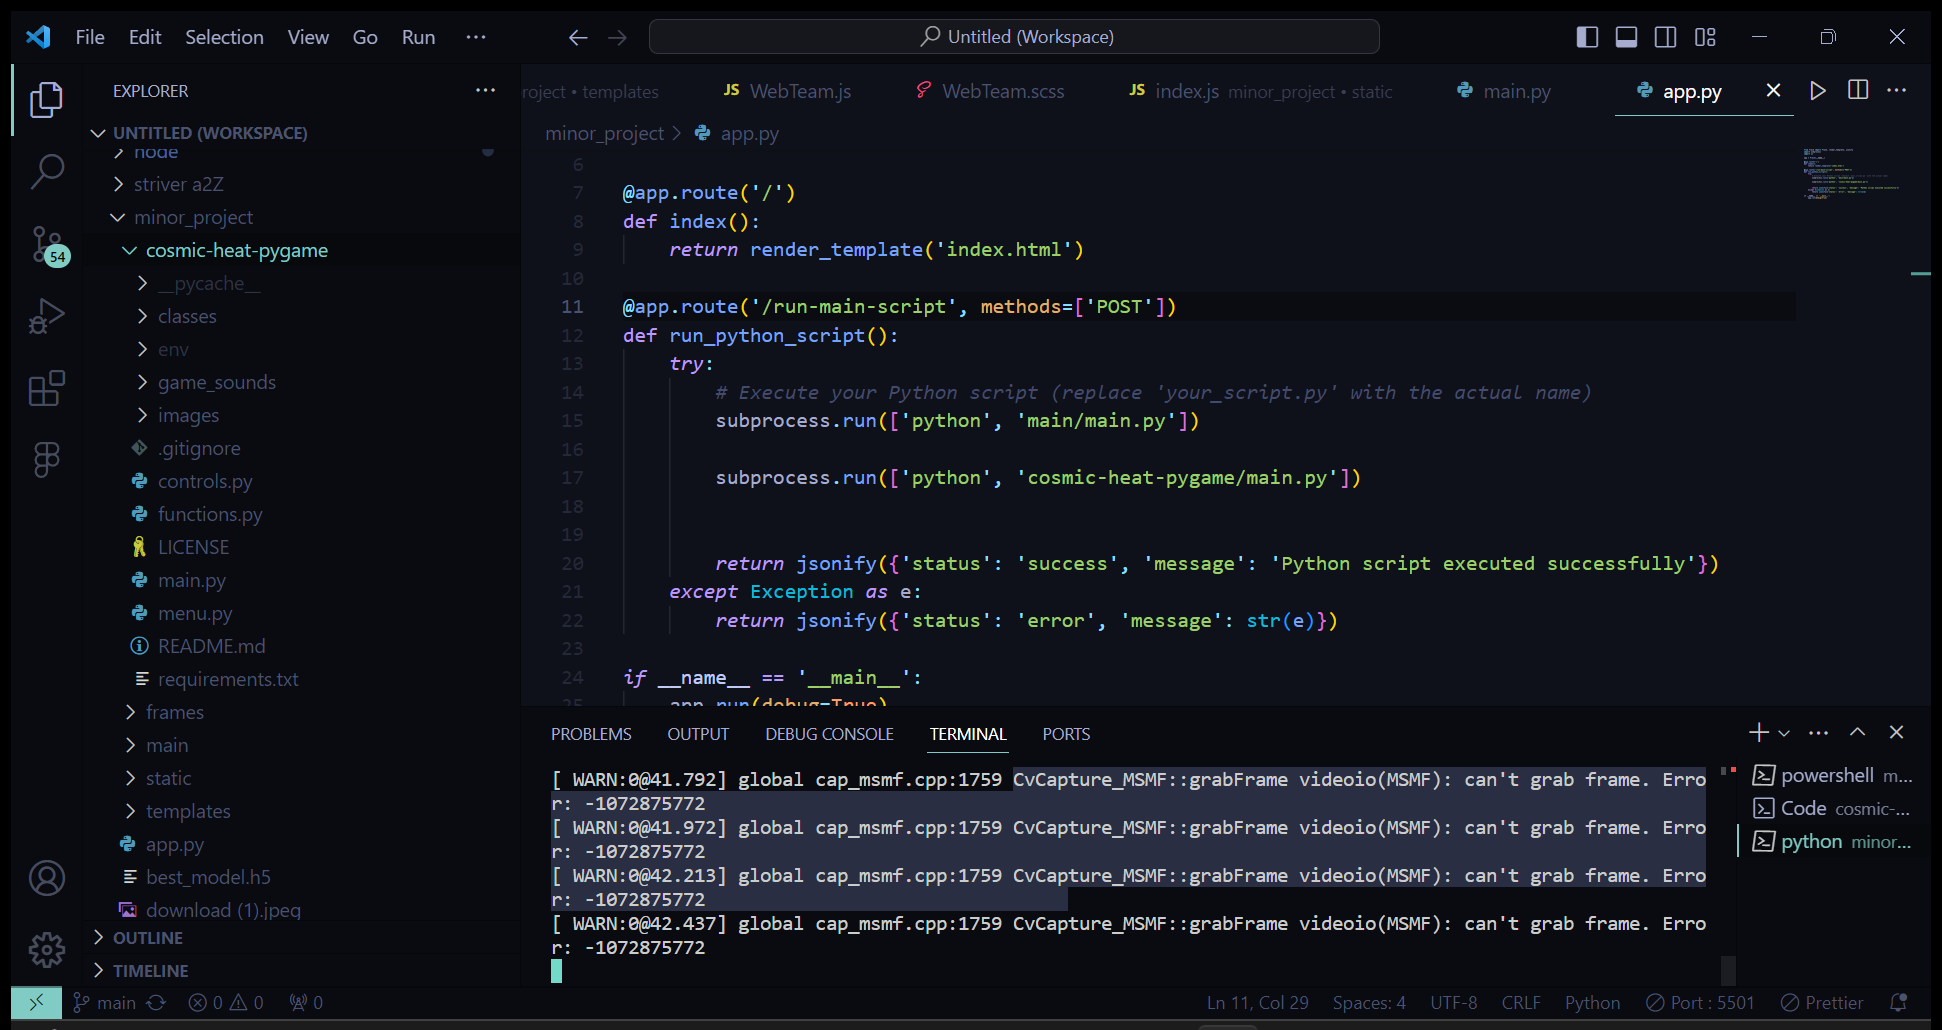 File Edit Selection View Go Run ···
Untitled (Workspace)
EXPLORER
UNTITLED (WORKSPACE)
node
striver a2Z
minor_project
cosmic-heat-pygame
__pycache__
classes
env
game_sounds
images
.gitignore
controls.py
functions.py
LICENSE
main.py
menu.py
README.md
requirements.txt
frames
main
static
templates
app.py
best_model.h5
download (1).jpeg
OUTLINE
TIMELINE
54
roject • templates JS WebTeam.js WebTeam.scss JS index.js minor_project • static main.py app.py
minor_project > app.py
6
7 @app.route('/')
8 def index():
9 return render_template('index.html')
10
11 @app.route('/run-main-script', methods=['POST'])
12 def run_python_script():
13 try:
14 # Execute your Python script (replace 'your_script.py' with the actual name)
15 subprocess.run(['python', 'main/main.py'])
16
17 subprocess.run(['python', 'cosmic-heat-pygame/main.py'])
18
19
20 return jsonify({'status': 'success', 'message': 'Python script executed successfully'})
21 except Exception as e:
22 return jsonify({'status': 'error', 'message': str(e)})
23
24 if __name__ == '__main__':
25 app.run(debug=True)
PROBLEMS OUTPUT DEBUG CONSOLE TERMINAL PORTS
[ WARN:0@41.792] global cap_msmf.cpp:1759 CvCapture_MSMF::grabFrame videoio(MSMF): can't grab frame. Erro
r: -1072875772
[ WARN:0@41.972] global cap_msmf.cpp:1759 CvCapture_MSMF::grabFrame videoio(MSMF): can't grab frame. Erro
r: -1072875772
[ WARN:0@42.213] global cap_msmf.cpp:1759 CvCapture_MSMF::grabFrame videoio(MSMF): can't grab frame. Erro
r: -1072875772
[ WARN:0@42.437] global cap_msmf.cpp:1759 CvCapture_MSMF::grabFrame videoio(MSMF): can't grab frame. Erro
r: -1072875772
powershell m...
Code cosmic-...
python minor...
main 0 0 0
Ln 11, Col 29 Spaces: 4 UTF-8 CRLF Python Port : 5501 Prettier